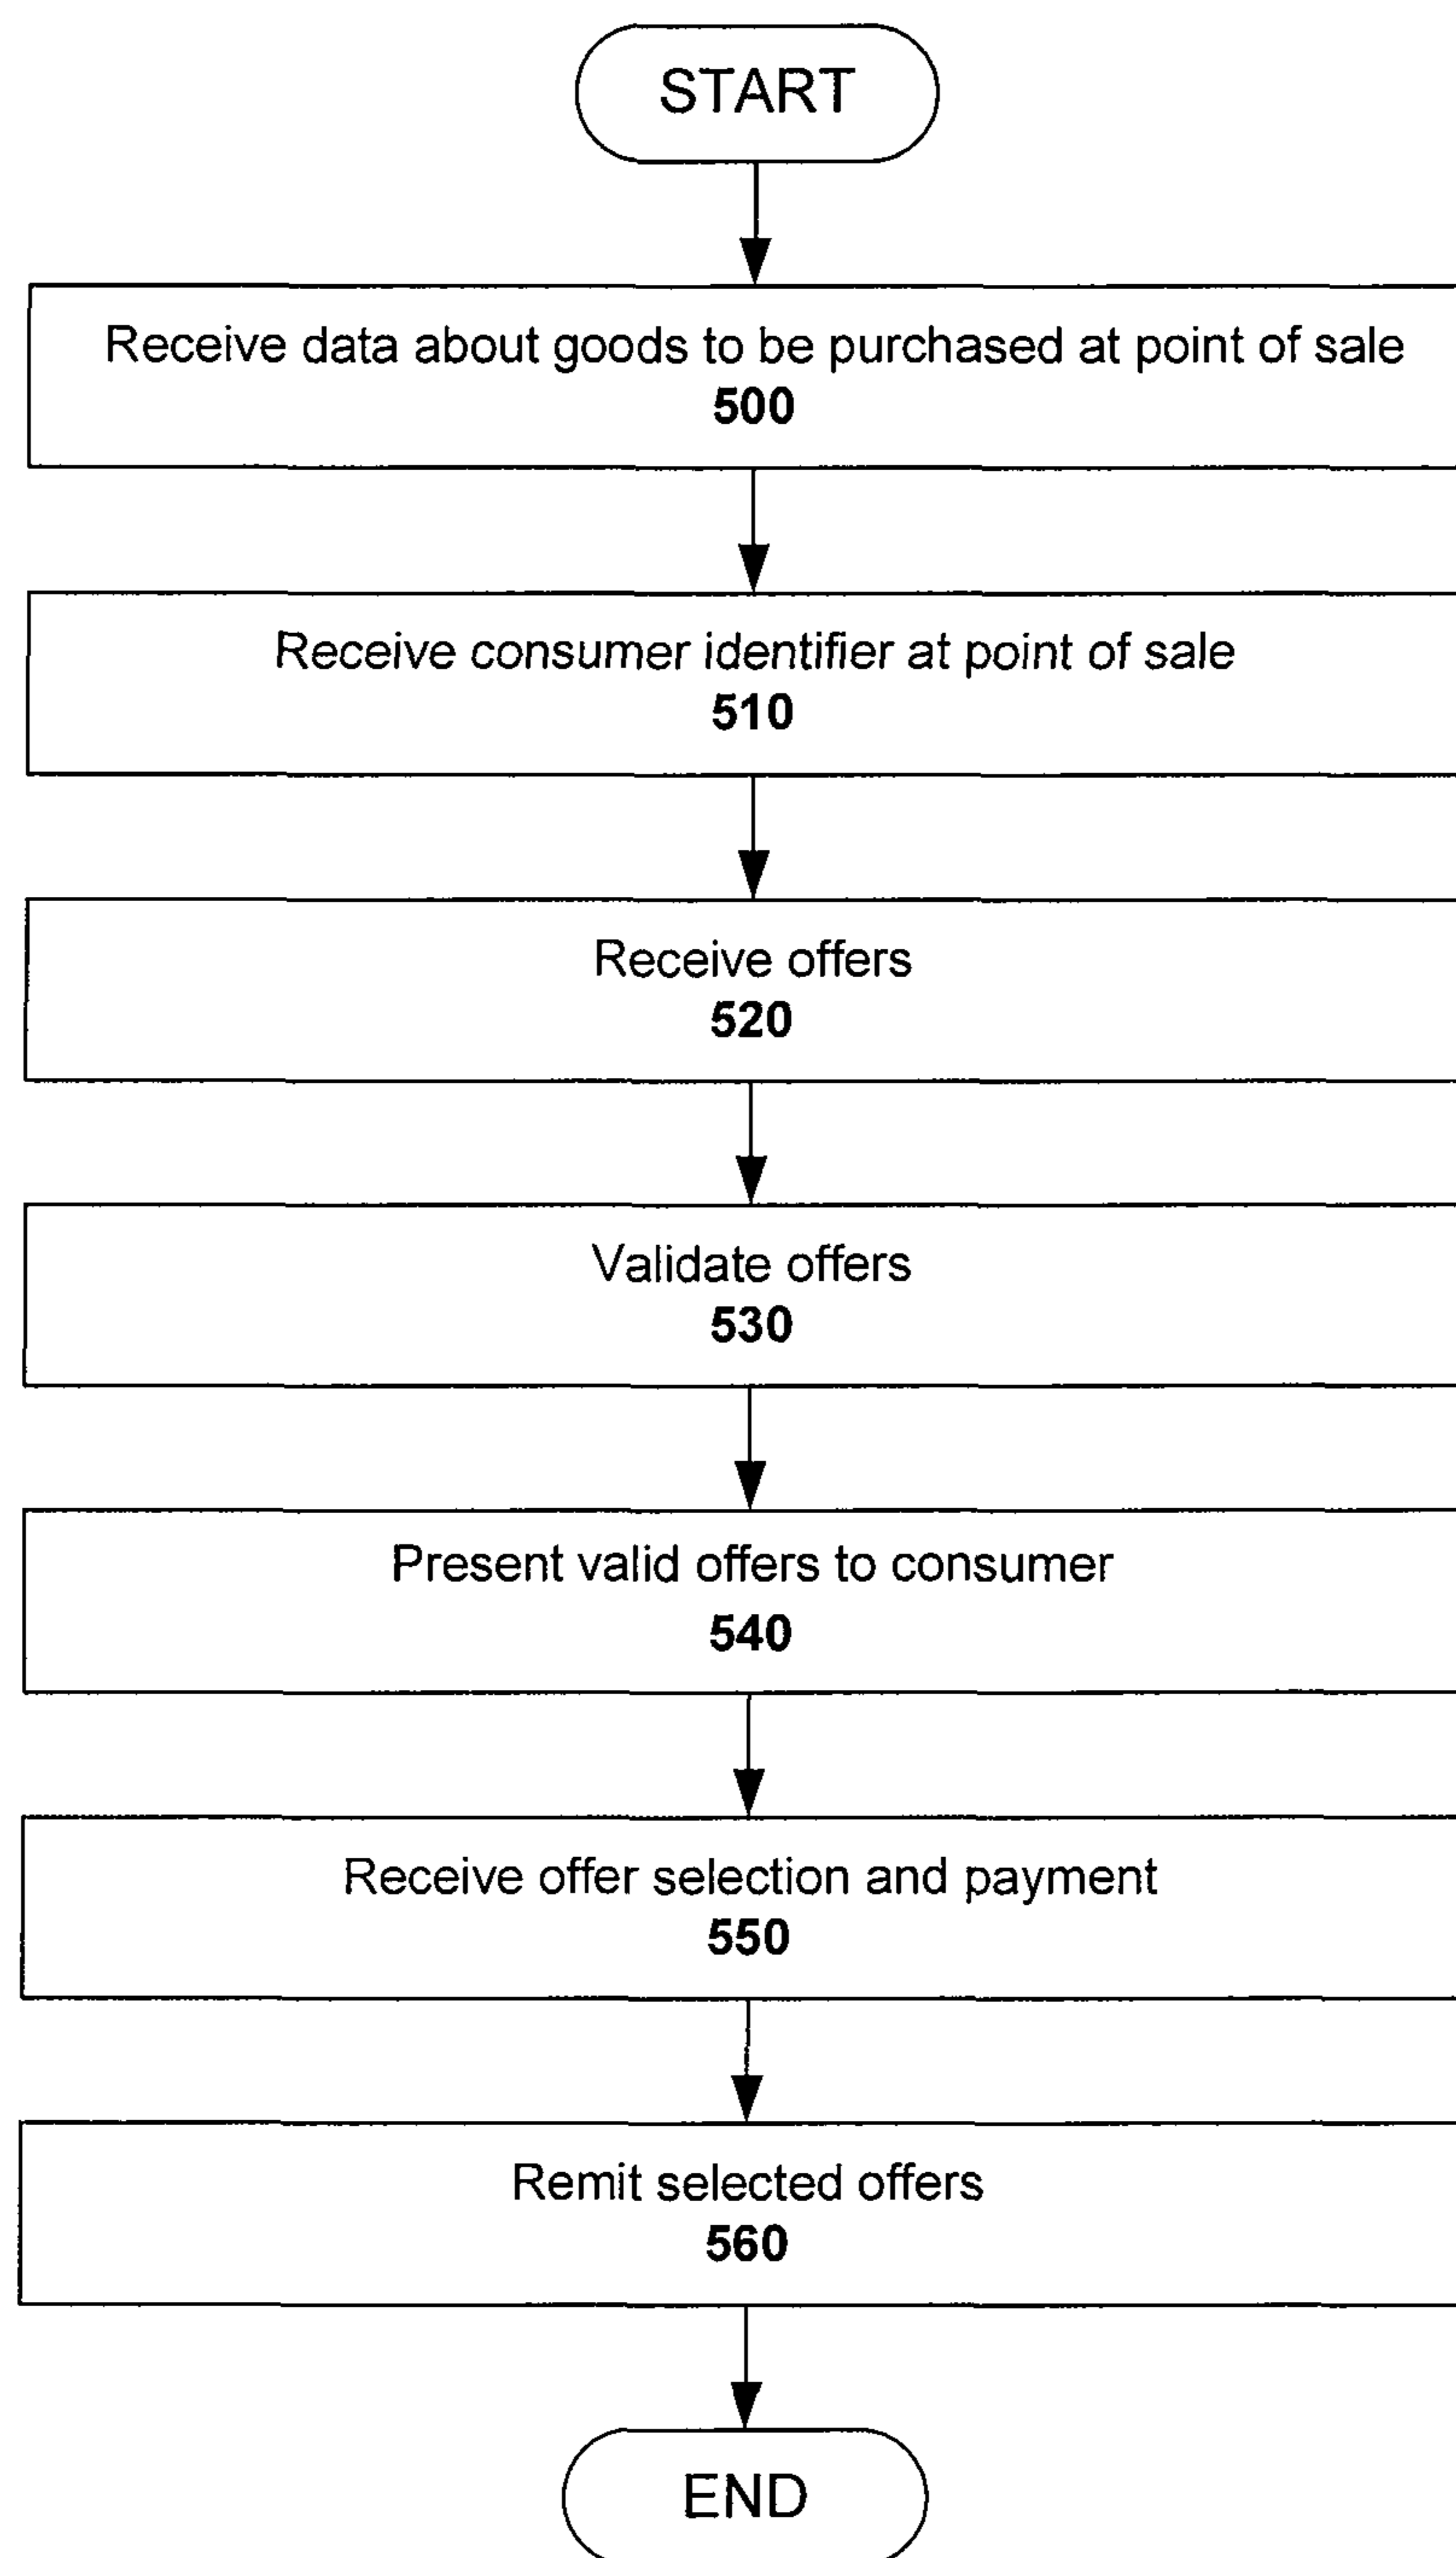 START
Receive data about goods to be purchased at point of sale
500
Receive consumer identifier at point of sale
510
Receive offers
520
Validate offers
530
Present valid offers to consumer
540
Receive offer selection and payment
550
Remit selected offers
560
END